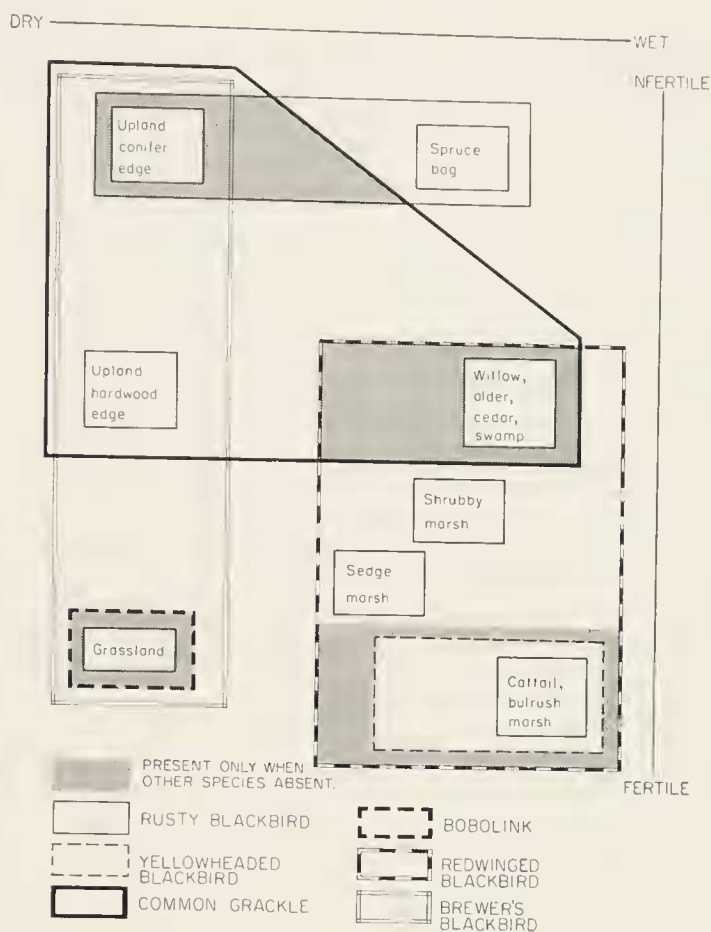 DRY
WET
NFERTILE
Upland
conifer
edge
Spruce
bag
Upland
hardwood
edge
Willow,
alder,
cedar,
swamp
Shrubby
marsh
Sedge
marsh
Grassland
Cattail,
bulrush
marsh
FERTILE
PRESENT ONLY WHEN
OTHER SPECIES ABSENT.
RUSTY BLACKBIRD
BOBOLINK
YELLOWHEADED
BLACKBIRD
REDWINGED
BLACKBIRD
COMMON GRACKLE
BREWER'S
BLACKBIRD